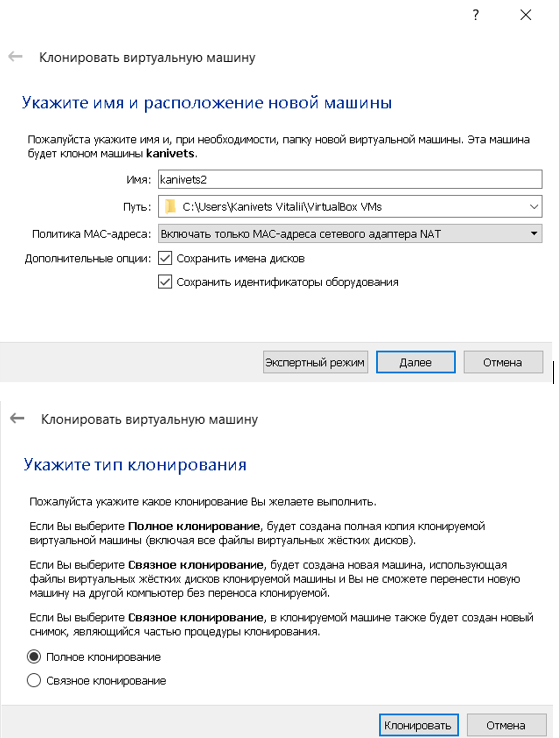 ?
Клонировать виртуальную машину
Укажите имя и расположение новой машины
Пожалуйста укажите имя и, при необходимости, папку новой виртуальной машины. Эта машина
будет клоном машины kanivets.
Имя: kanivets2
Путь: C:\Users\Kanivets Vitalii\VirtualBox VMs
Политика MAC-адреса: Включать только MAC-адреса сетевого адаптера NAT
Дополнительные опции: Сохранить имена дисков
Сохранить идентификаторы оборудования
Экспертный режим Далее Отмена
Клонировать виртуальную машину
Укажите тип клонирования
Пожалуйста укажите какое клонирование Вы желаете выполнить.
Если Вы выберите Полное клонирование, будет создана полная копия клонируемой
виртуальной машины (включая все файлы виртуальных жёстких дисков).
Если Вы выберите Связное клонирование, будет создана новая машина, использующая
файлы виртуальных жёстких дисков клонируемой машины и Вы не сможете перенести новую
машину на другой компьютер без переноса клонируемой.
Если Вы выберите Связное клонирование, в клонируемой машине также будет создан новый
снимок, являющийся частью процедуры клонирования.
Полное клонирование
Связное клонирование
Клонировать Отмена